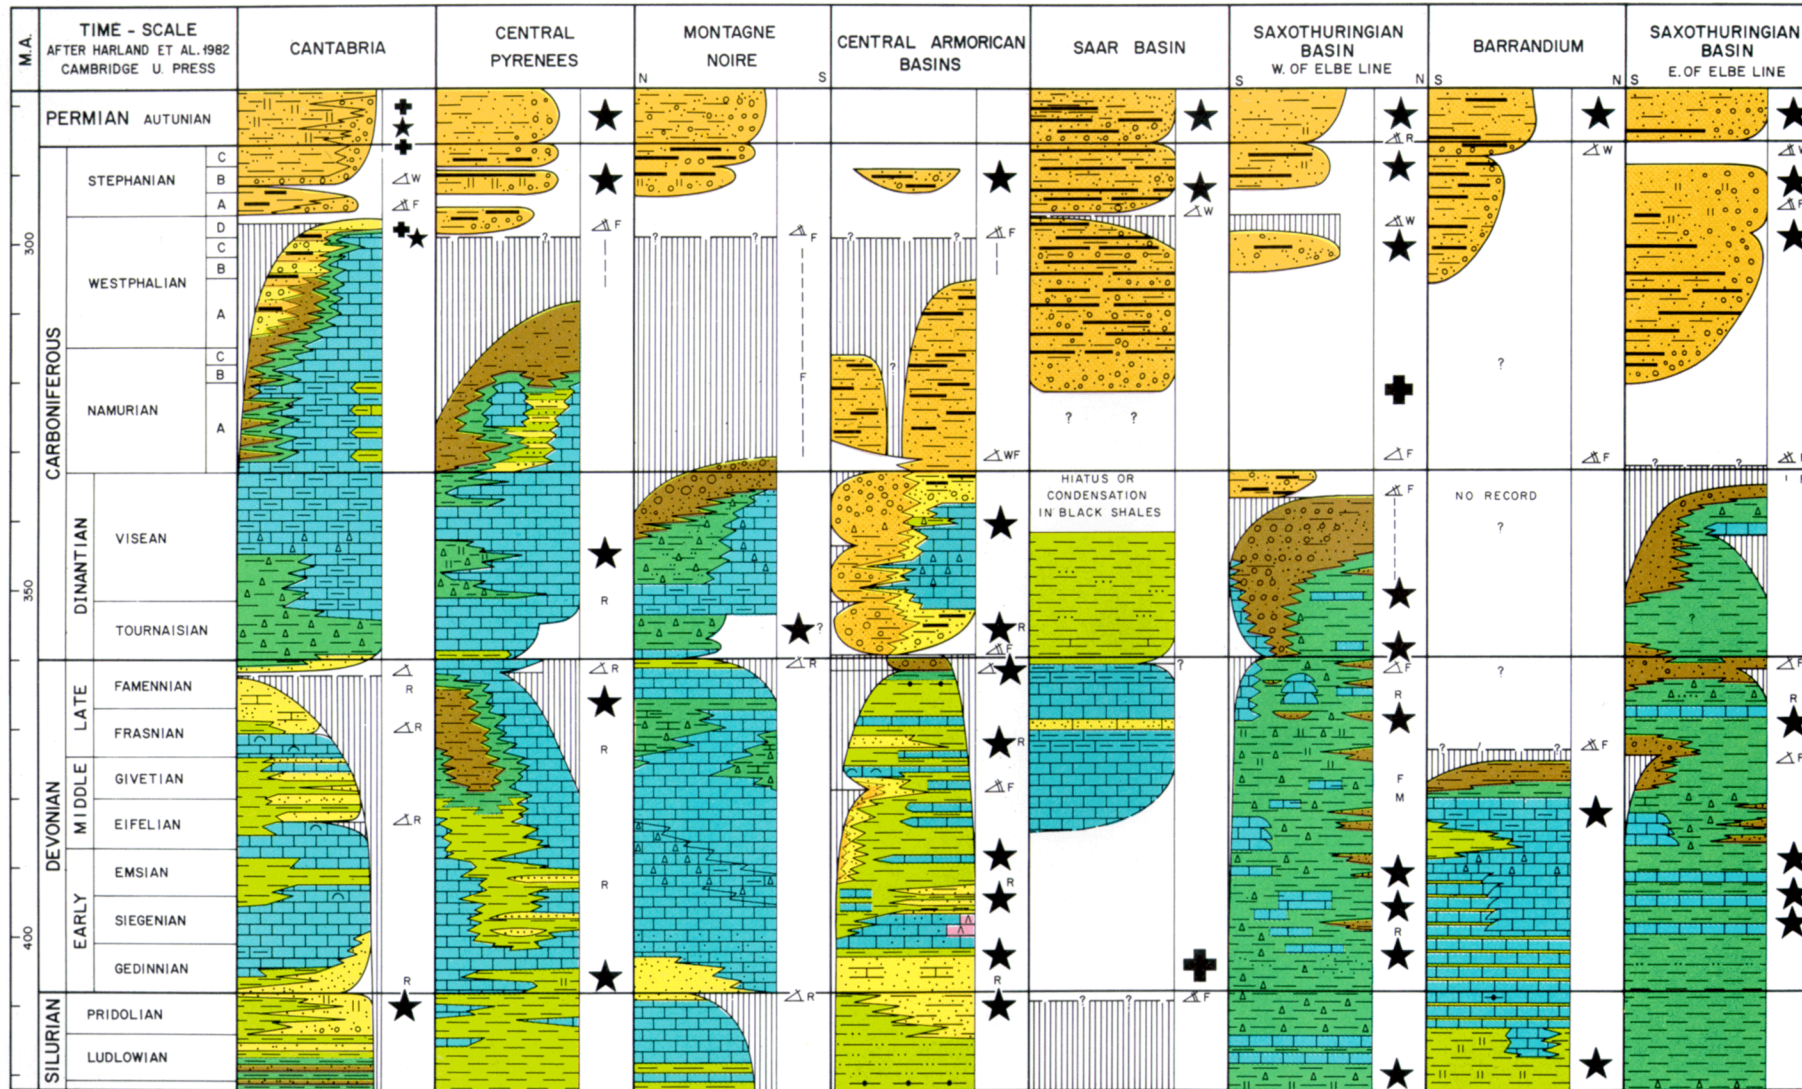 M.A.
TIME - SCALE
AFTER HARLAND ET AL. 1982
CAMBRIDGE U. PRESS
CANTABRIA
CENTRAL
PYRENEES
MONTAGNE
NOIRE
N S
CENTRAL ARMORICAN
BASINS
SAAR BASIN
SAXOTHURINGIAN
BASIN
W. OF ELBE LINE
S N
BARRANDIUM
S N
SAXOTHURINGIAN
BASIN
E. OF ELBE LINE
S
PERMIAN AUTUNIAN
R
CARBONIFEROUS
STEPHANIAN
C
B
A
W
F
W
W
W
F
300
WESTPHALIAN
D
C
B
A
? F
? ? F
? ? F
W
NAMURIAN
C
B
A
F
?
? ?
?
WF
F
F
? ?
DINANTIAN
VISEAN
HIATUS OR
CONDENSATION
IN BLACK SHALES
F
NO RECORD
?
350
R
TOURNAISIAN
?
R
F
?
DEVONIAN
LATE
FAMENNIAN
R
R
R
?
F
R
?
F
R
FRASNIAN
R
R
R
? ? F
F
MIDDLE
GIVETIAN
F
F
M
EIFELIAN
R
EARLY
EMSIAN
R
R
SIEGENIAN
R
400
GEDINNIAN
R
R
SILURIAN
PRIDOLIAN
R
? ? F
LUDLOWIAN